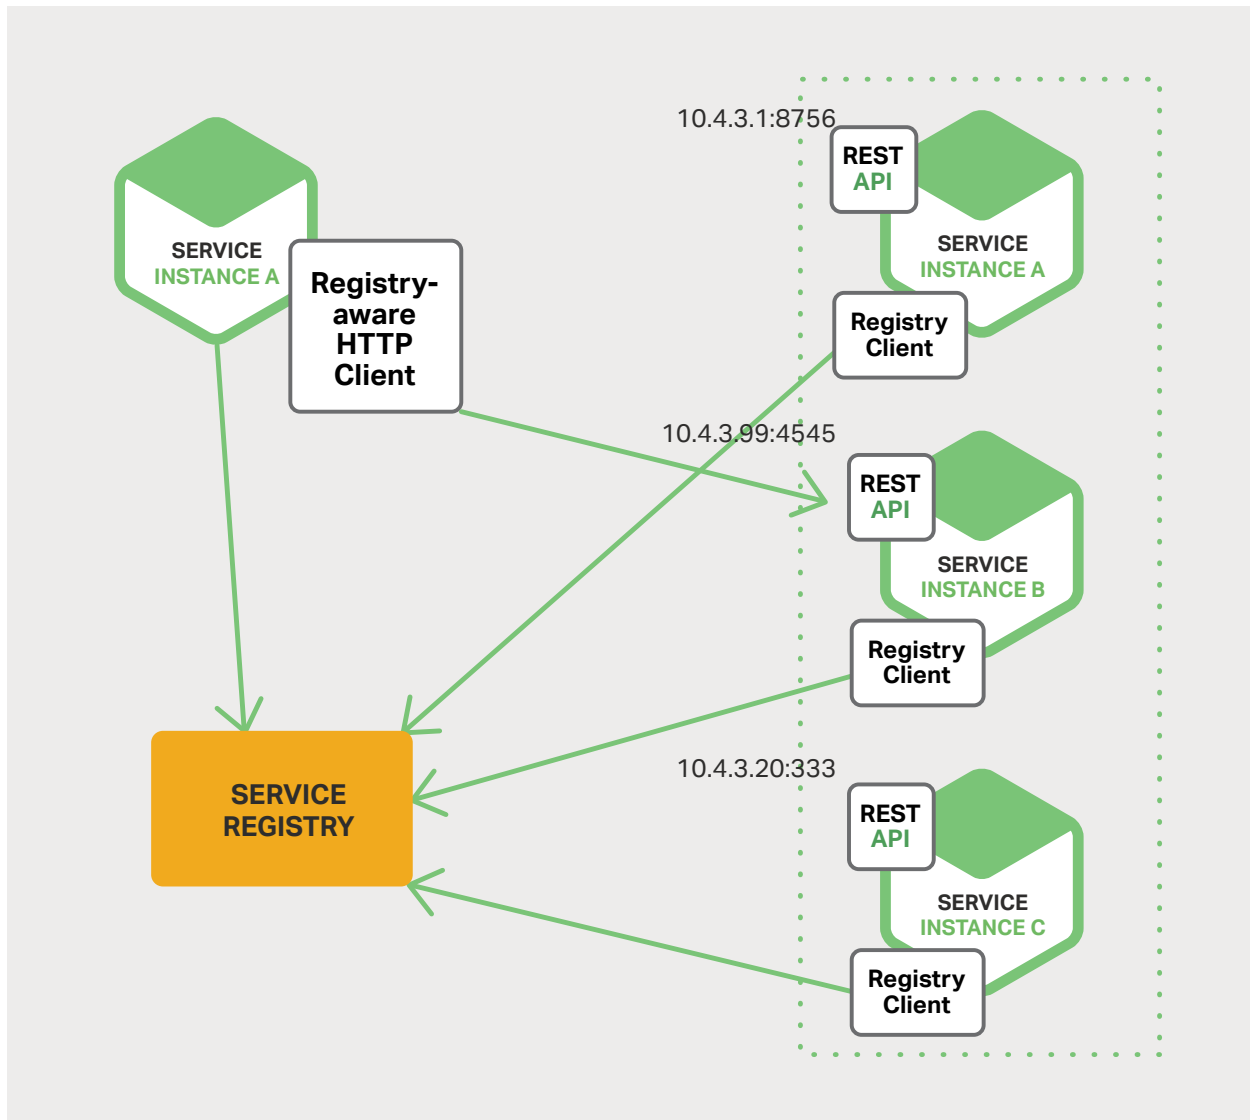 SERVICE
INSTANCE A
Registry-
aware
HTTP
Client
SERVICE
REGISTRY
10.4.3.1:8756
REST
API
SERVICE
INSTANCE A
Registry
Client
10.4.3.99:4545
REST
API
SERVICE
INSTANCE B
Registry
Client
10.4.3.20:333
REST
API
SERVICE
INSTANCE C
Registry
Client